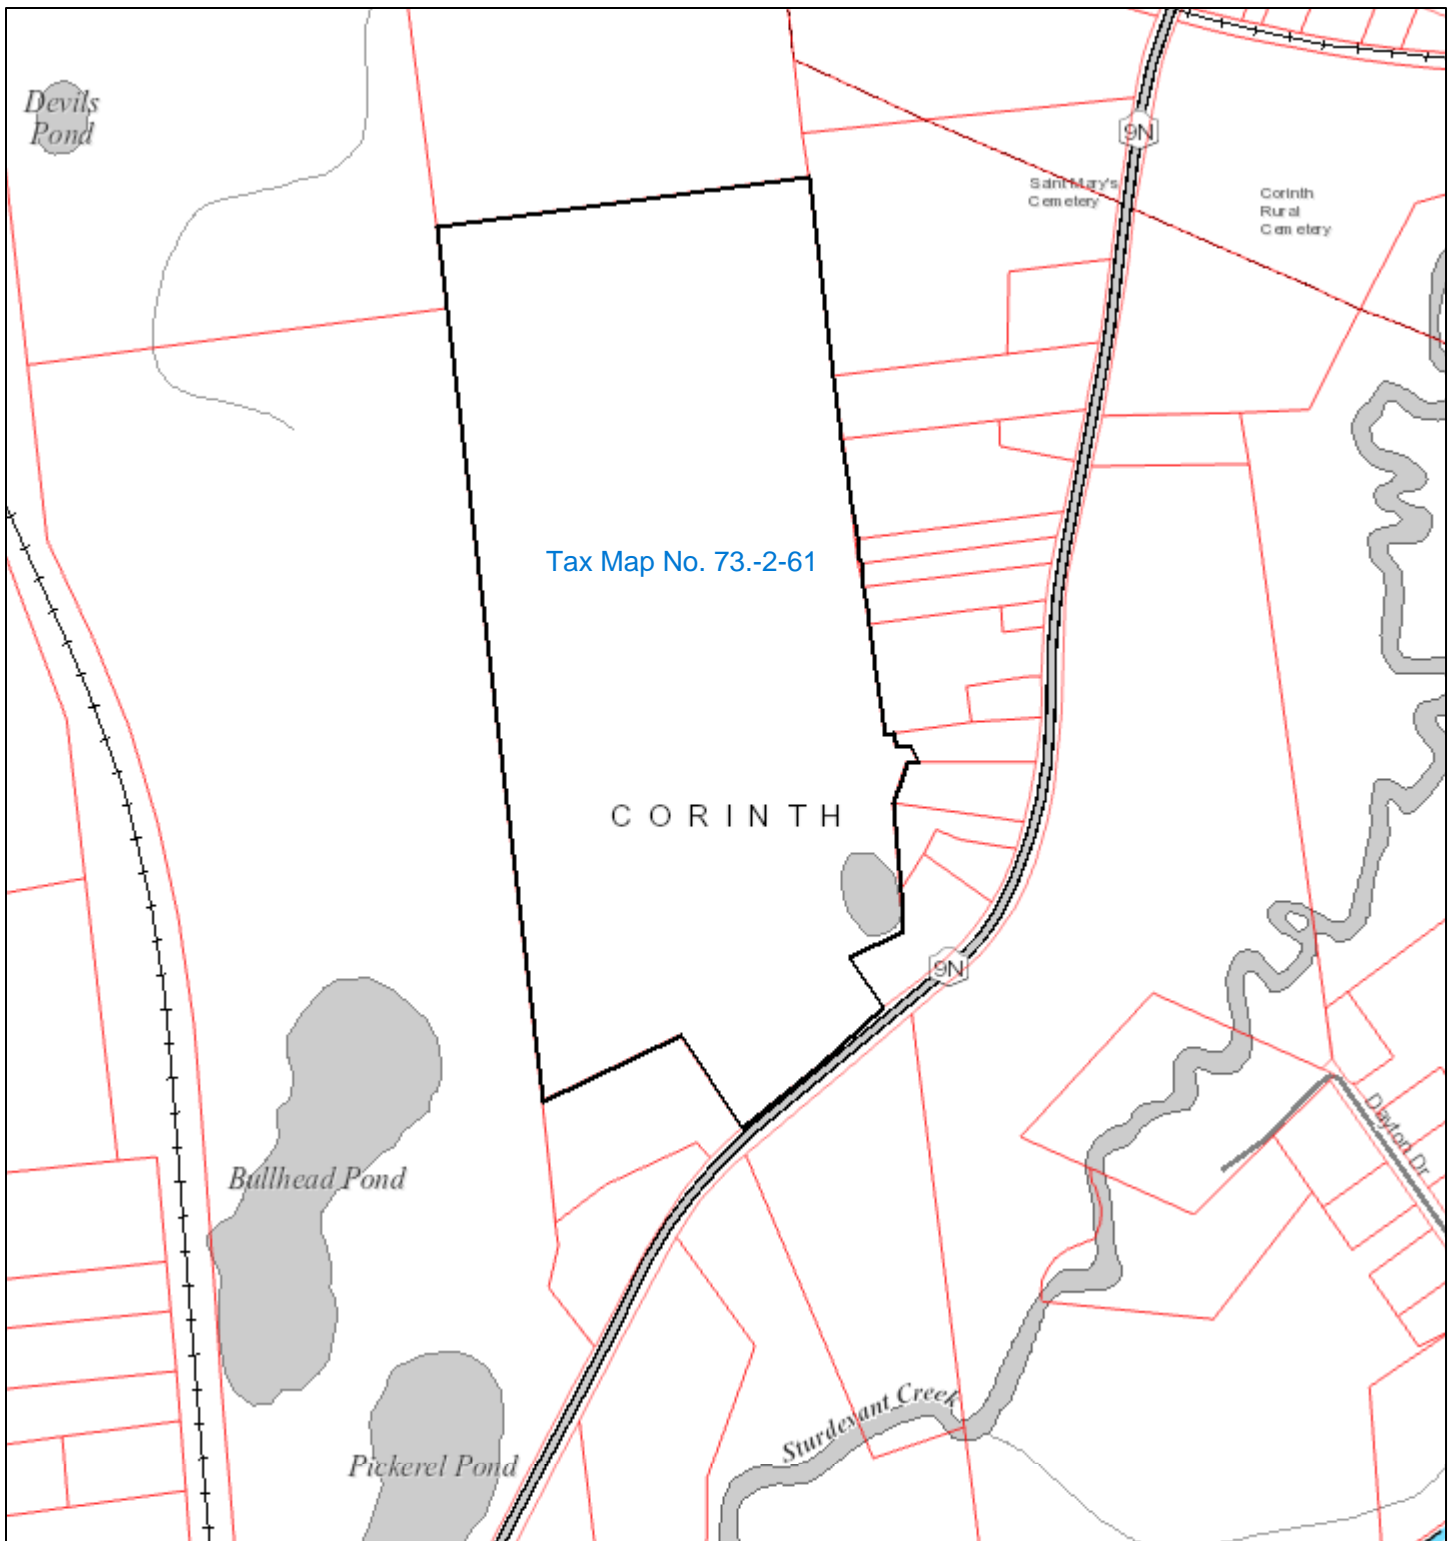 Devils
Pond
9N
Saint Mary's
Cemetery
Corinth
Rural
Cemetery
Tax Map No. 73.-2-61
CORINTH
9N
Dayton Dr
Bullhead Pond
Sturdevant Creek
Pickerel Pond